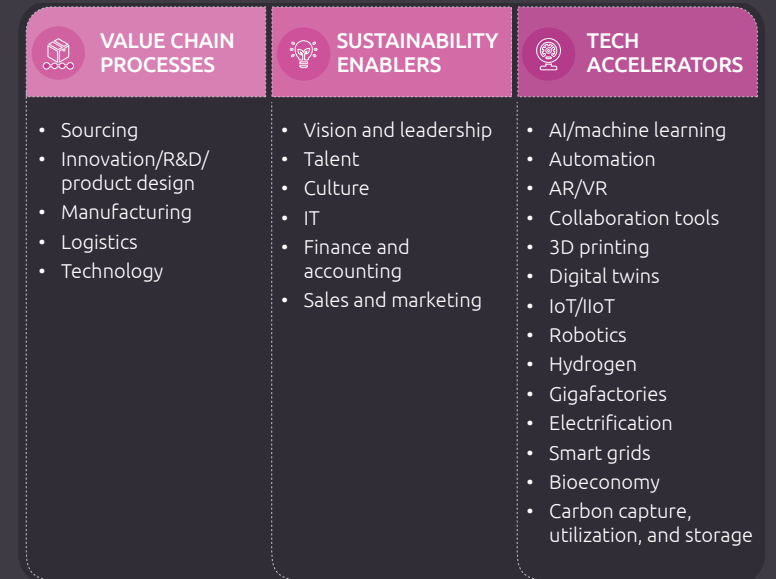 VALUE CHAIN
PROCESSES
• Sourcing
• Innovation/R&D/
product design
• Manufacturing
• Logistics
• Technology
SUSTAINABILITY
ENABLERS
• Vision and leadership
• Talent
• Culture
• IT
• Finance and
accounting
• Sales and marketing
TECH
ACCELERATORS
• AI/machine learning
• Automation
• AR/VR
• Collaboration tools
• 3D printing
• Digital twins
• IoT/IIoT
• Robotics
• Hydrogen
• Gigafactories
• Electrification
• Smart grids
• Bioeconomy
• Carbon capture,
utilization, and storage